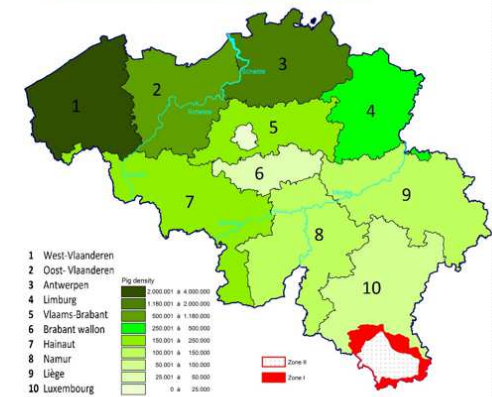 3
Schelde
2
1
4
Schelde
5
6
9
7
8
10
1 West-Vlaanderen
2 Oost- Vlaanderen
3 Antwerpen
4 Limburg
5 Vlaams-Brabant
6 Brabant wallon
7 Hainaut
8 Namur
9 Liège
10 Luxembourg
Pig density
2.000.001 à 4.000.000
1.180.001 à 2.000.000
500.001 à 1.180.000
250.001 à 500.000
150.001 à 250.000
100.001 à 150.000
50.001 à 100.000
25.001 à 50.000
0 à 25.000
Zone II
Zone I